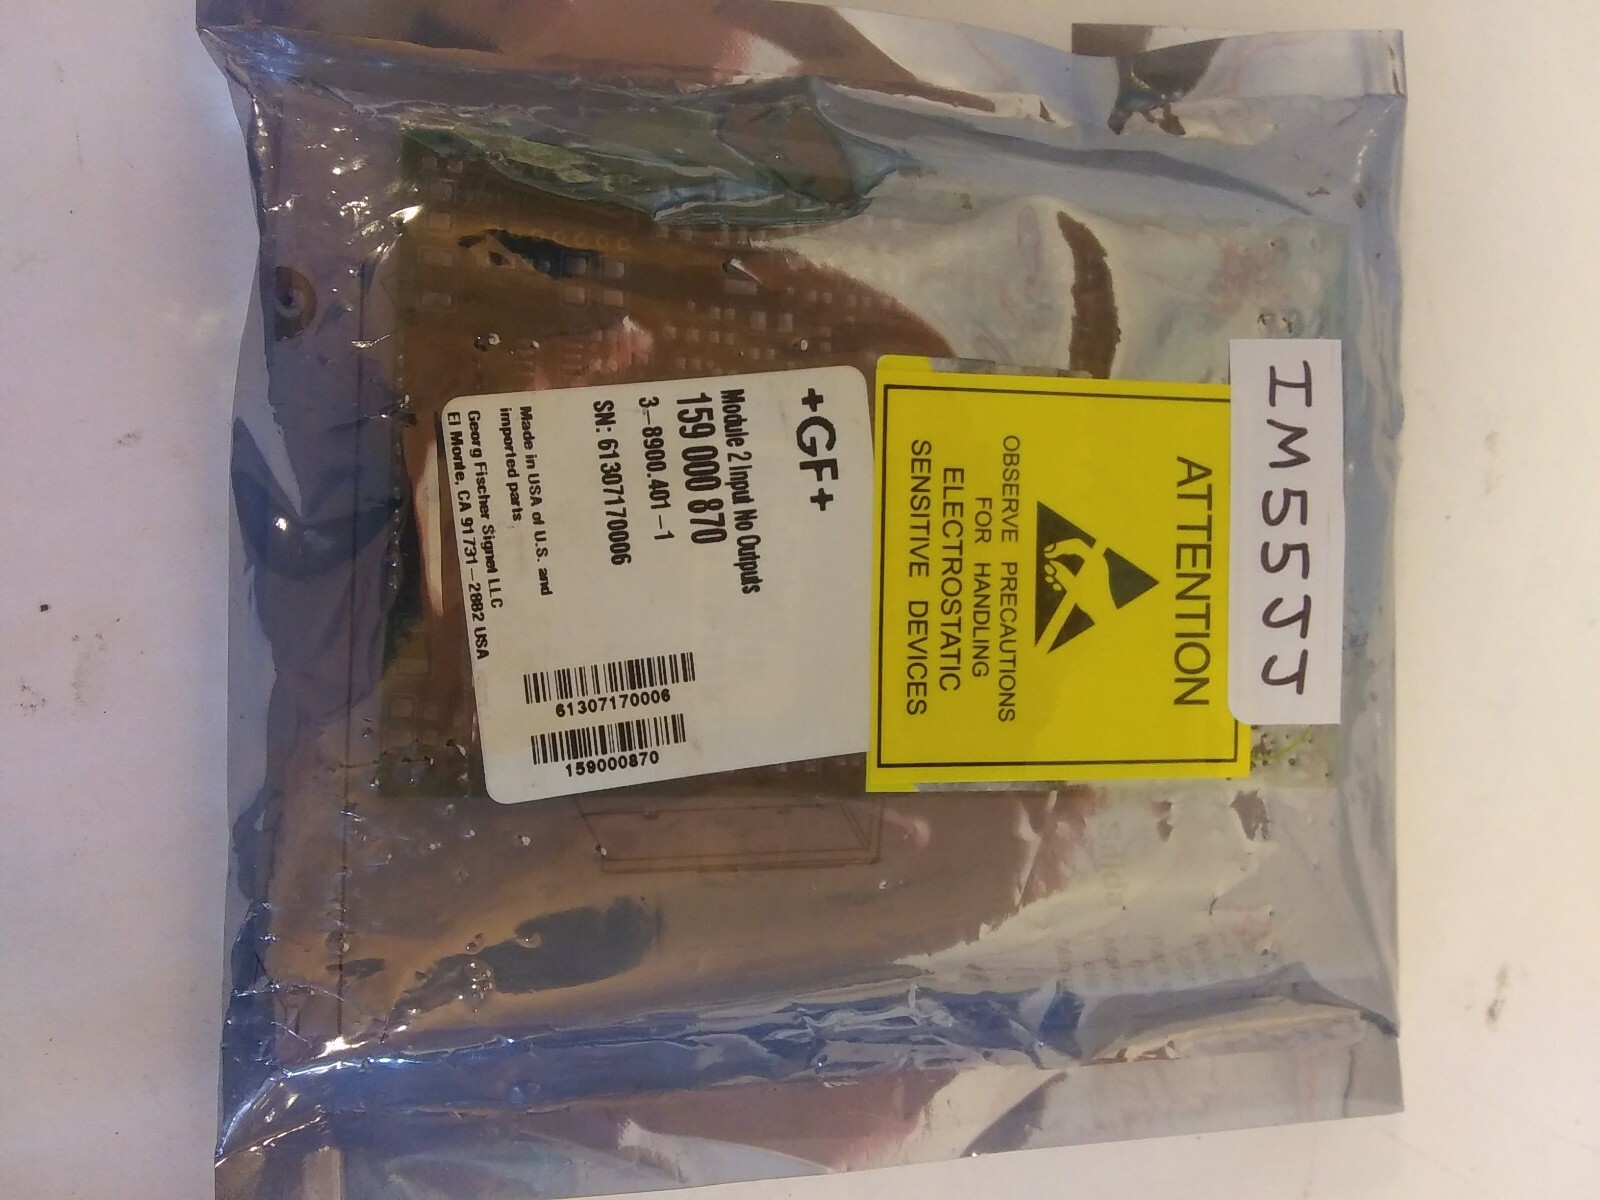 IM55JJ
ATTENTION
OBSERVE PRECAUTIONS
FOR HANDLING
ELECTROSTATIC
SENSITIVE DEVICES
+GF+
Module 2 Input No Outputs
159 000 870
3-8900.401-1
SN: 61307170006
Made in USA of U.S. and
imported parts
Georg Fischer Signet LLC
El Monte, CA 91731-2882 USA
61307170006
159000870